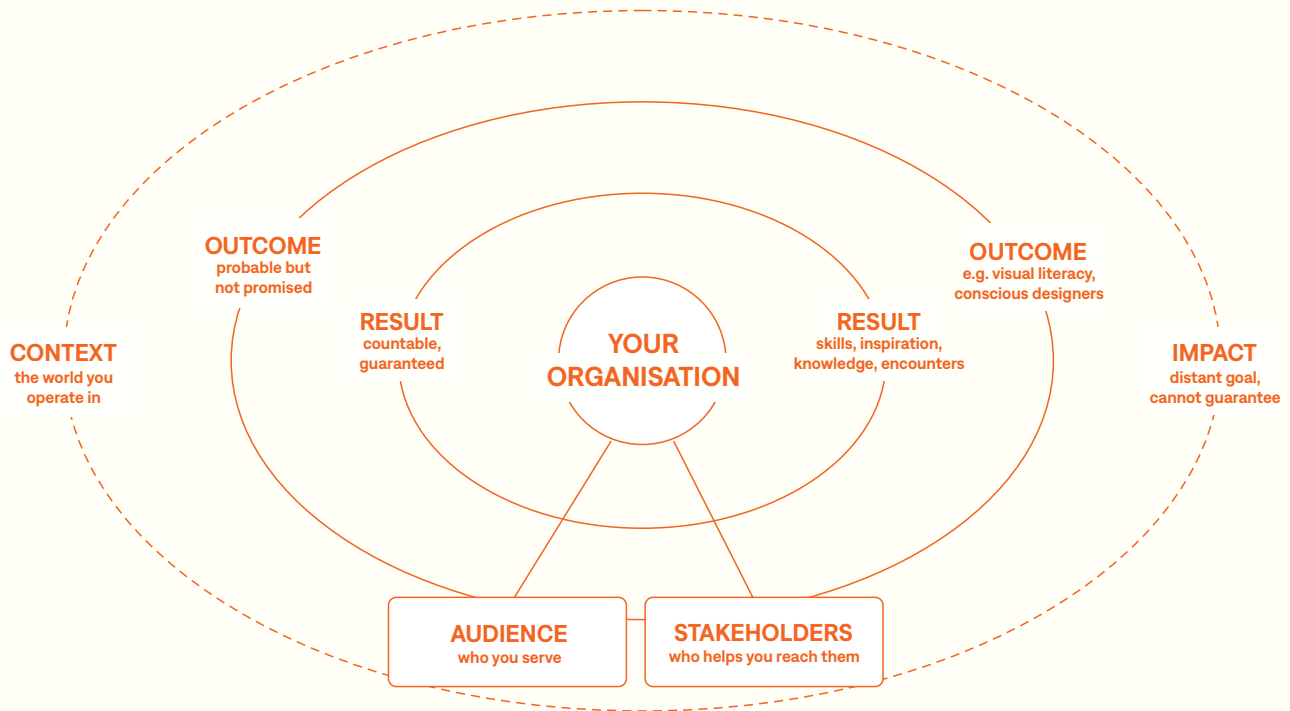 OUTCOME
probable but
not promised
OUTCOME
e.g. visual literacy,
conscious designers
RESULT
countable,
guaranteed
YOUR
ORGANISATION
RESULT
skills, inspiration,
knowledge, encounters
CONTEXT
the world you
operate in
IMPACT
distant goal,
cannot guarantee
AUDIENCE
who you serve
STAKEHOLDERS
who helps you reach them